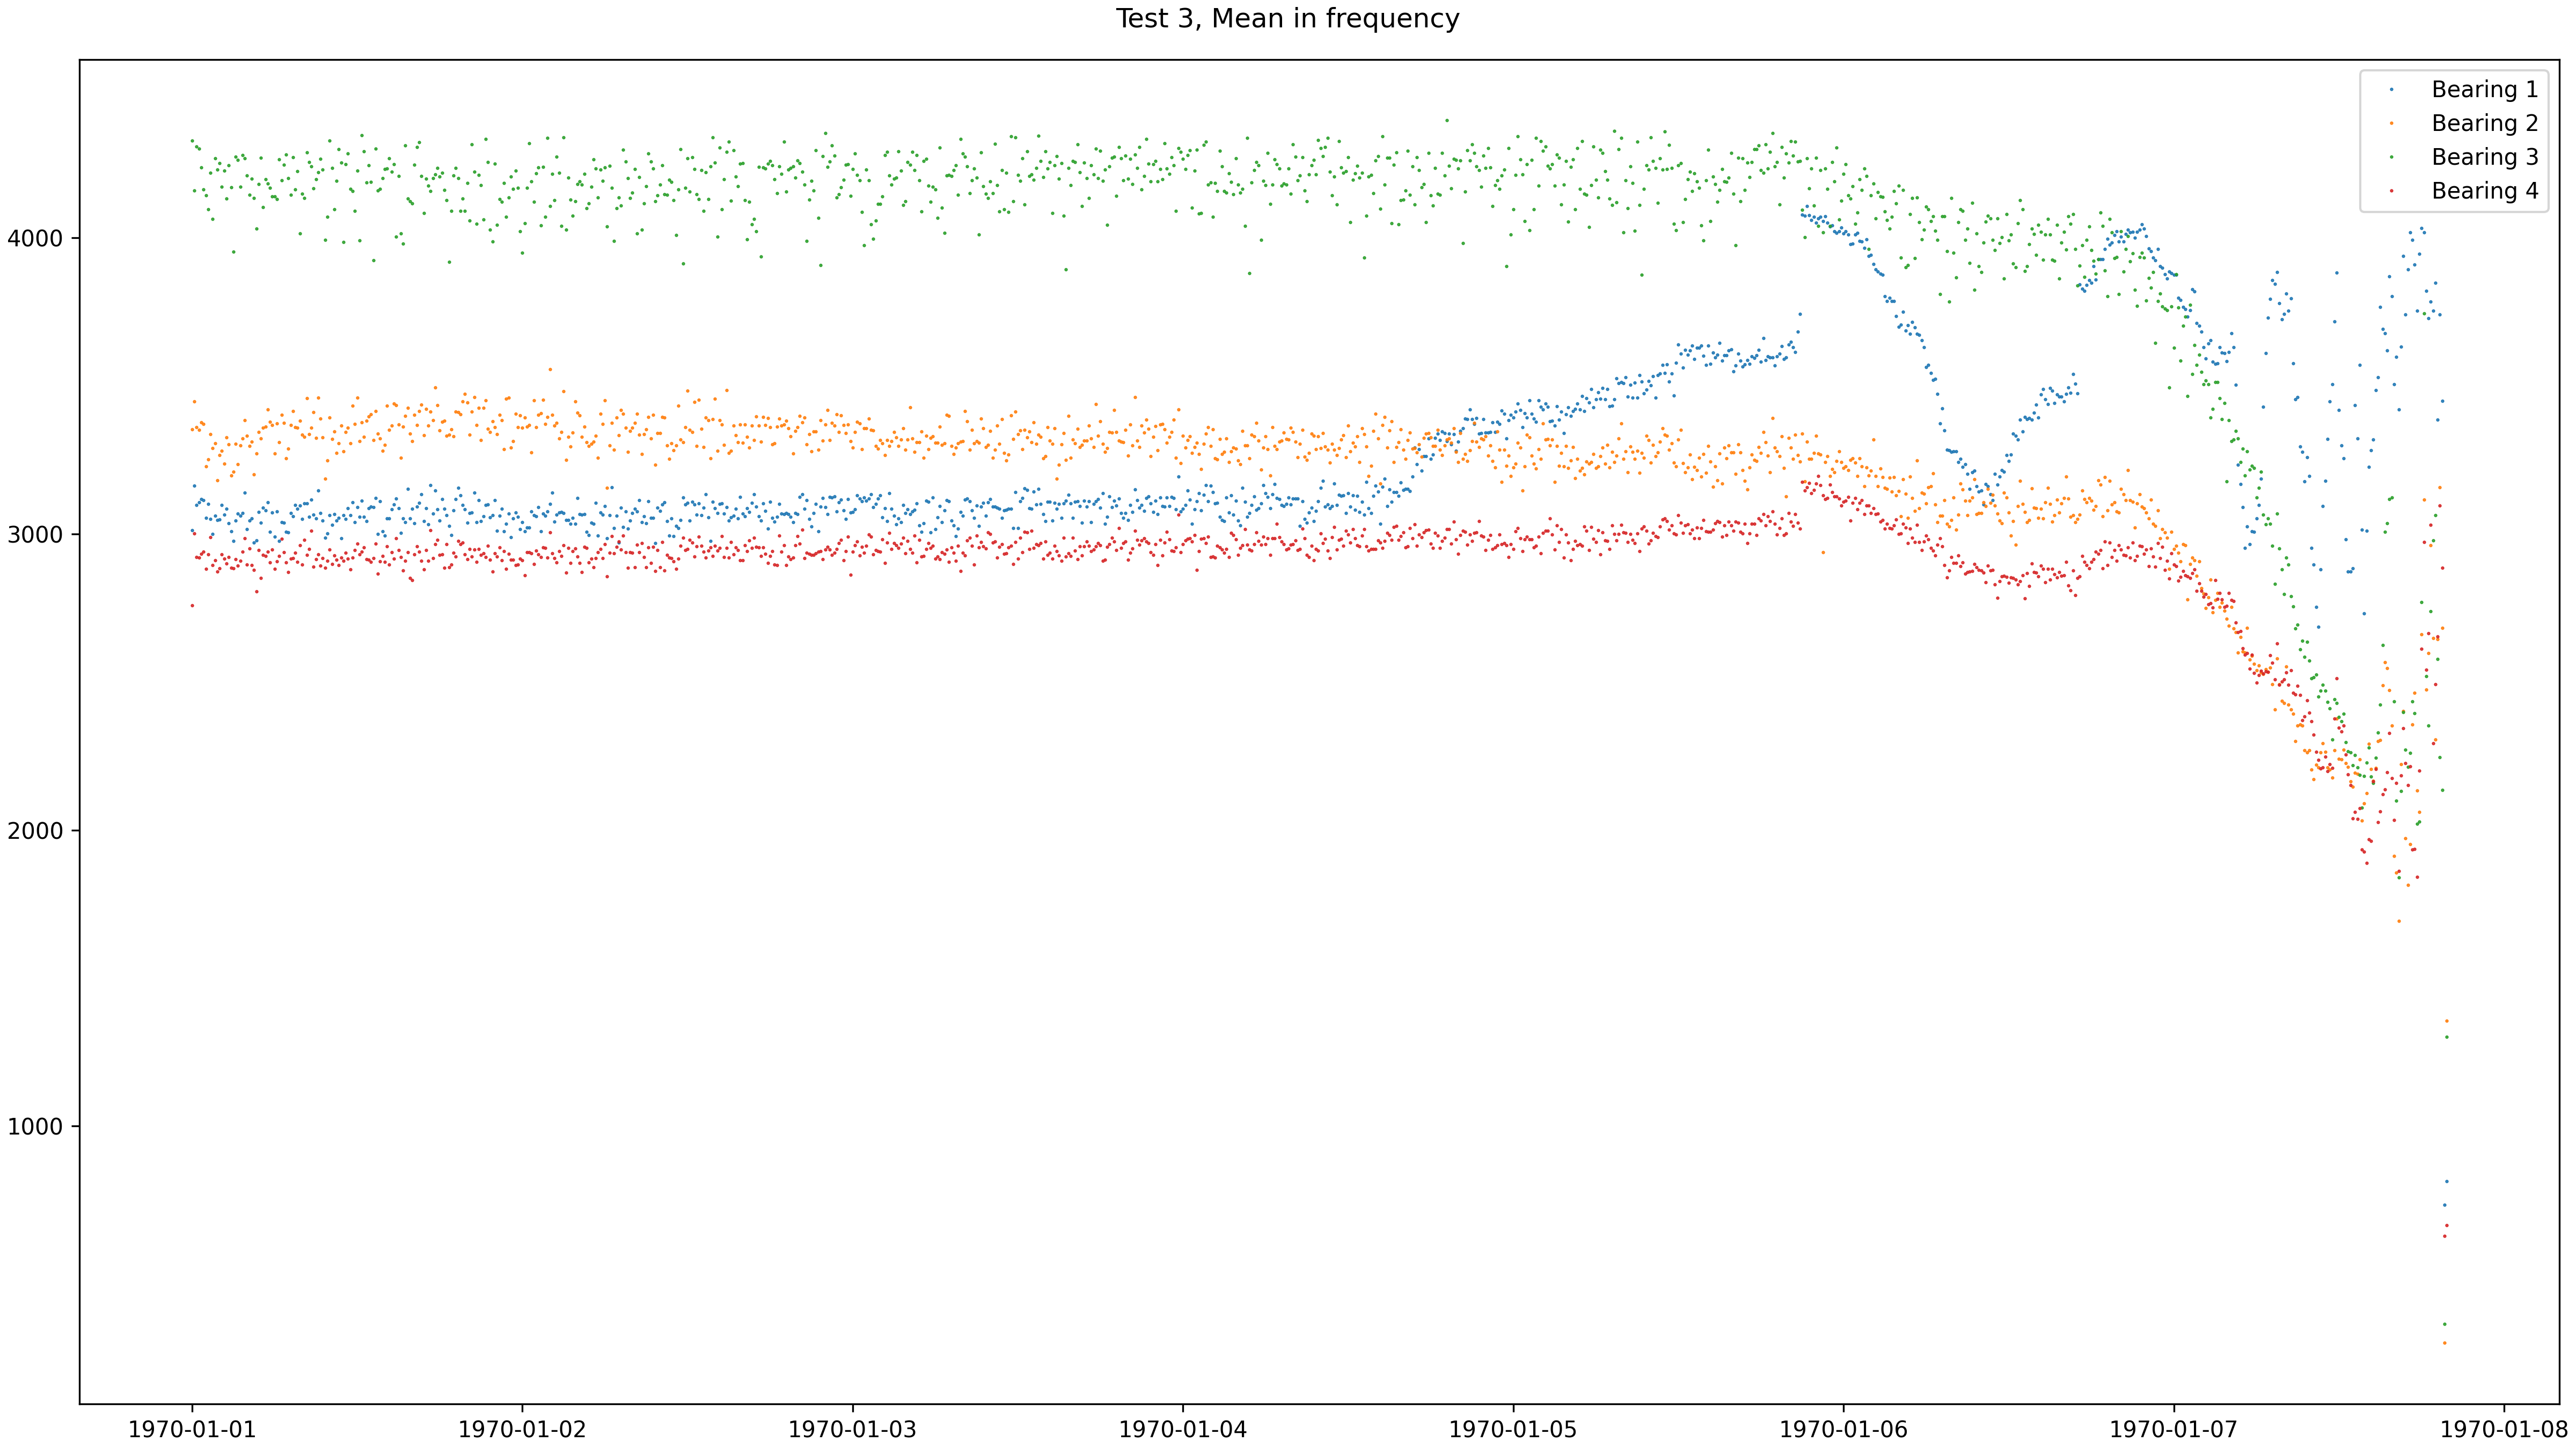 Test 3, Mean in frequency
Bearing 1
Bearing 2
Bearing 3
Bearing 4
4000
3000
2000
1000
1970-01-01 1970-01-02 1970-01-03 1970-01-04 1970-01-05 1970-01-06 1970-01-07 1970-01-08